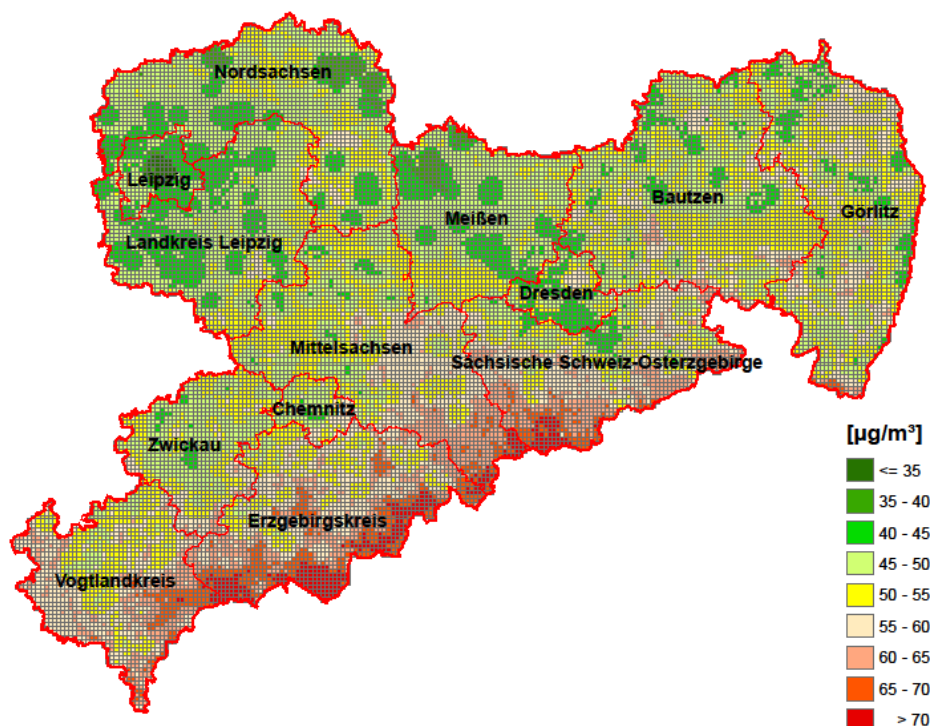 Nordsachsen
Leipzig
Landkreis Leipzig
Meißen
Bautzen
Görlitz
Dresden
Mittelsachsen
Sächsische Schweiz-Osterzgebirge
Chemnitz
Zwickau
Erzgebirgskreis
Vogtlandkreis
[µg/m³]
<= 35
35 - 40
40 - 45
45 - 50
50 - 55
55 - 60
60 - 65
65 - 70
> 70